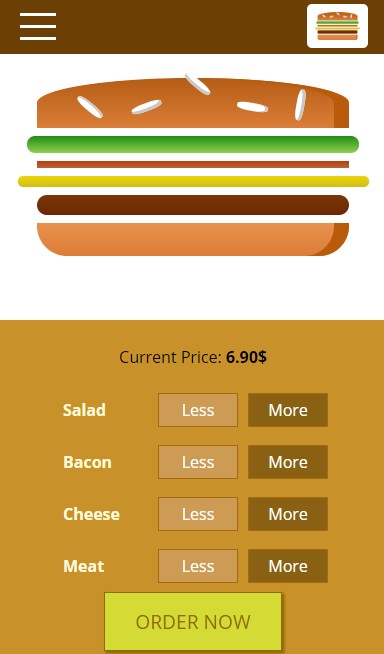 Current Price: 6.90$
Salad Less More
Bacon Less More
Cheese Less More
Meat Less More
ORDER NOW